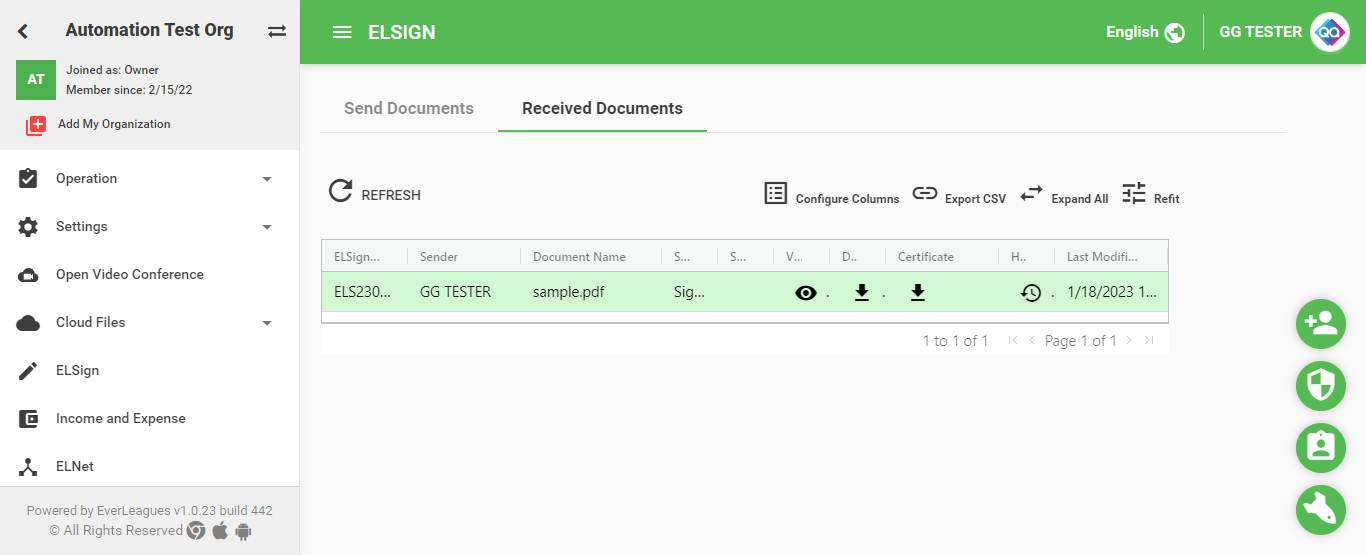 Automation Test Org
AT
Joined as: Owner
Member since: 2/15/22
Add My Organization
Operation
Settings
Open Video Conference
Cloud Files
ELSign
Income and Expense
ELNet
Powered by EverLeagues v1.0.23 build 442
© All Rights Reserved
ELSIGN
English
GG TESTER
Send Documents
Received Documents
REFRESH
Configure Columns
Export CSV
Expand All
Refit
ELSign... Sender Document Name S... S... V... D.. Certificate H.. Last Modifi...
ELS230... GG TESTER sample.pdf Sig... . . . 1/18/2023 1...
1 to 1 of 1 Page 1 of 1